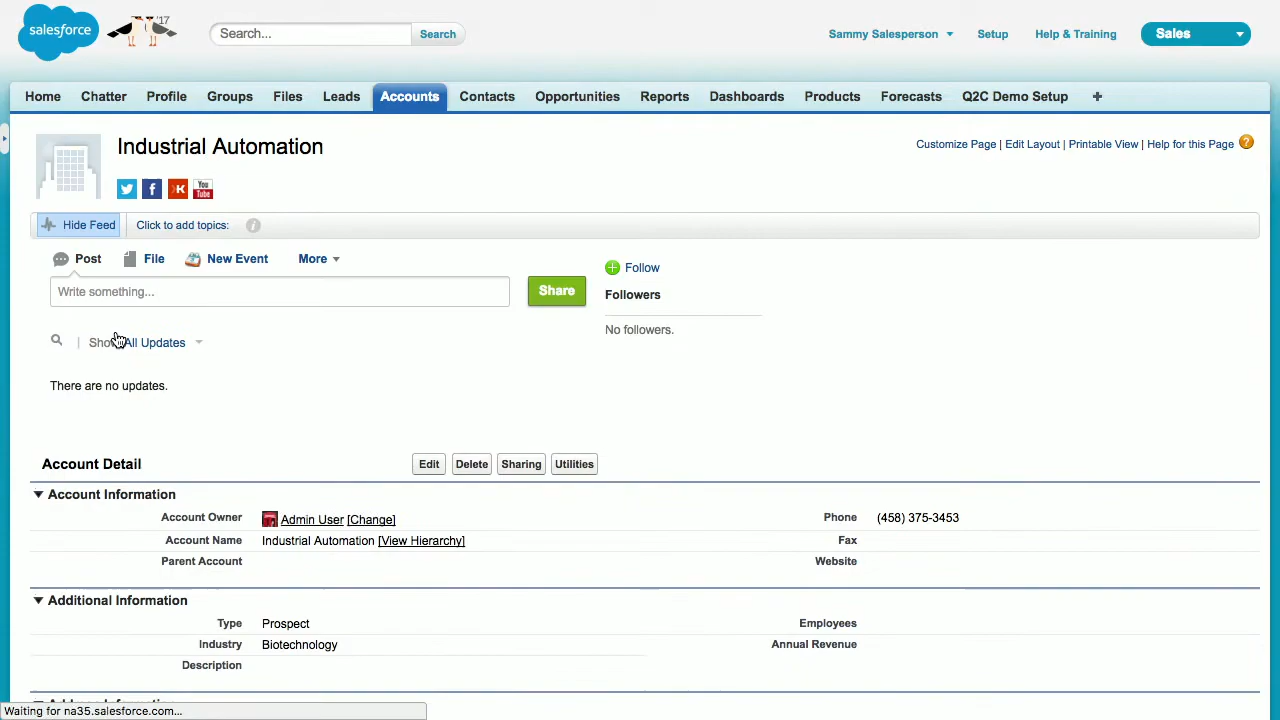 salesforce '17 Search... Search Sammy Salesperson Setup Help & Training Sales
Home Chatter Profile Groups Files Leads Accounts Contacts Opportunities Reports Dashboards Products Forecasts Q2C Demo Setup +
Industrial Automation
Customize Page | Edit Layout | Printable View | Help for this Page ?
f K You Tube
Hide Feed Click to add topics: i
Post File New Event More
Write something... Share
Follow
Followers
No followers.
| Show All Updates
There are no updates.
Account Detail Edit Delete Sharing Utilities
Account Information
Account Owner Admin User [Change] Phone (458) 375-3453
Account Name Industrial Automation [View Hierarchy] Fax
Parent Account Website
Additional Information
Type Prospect Employees
Industry Biotechnology Annual Revenue
Description
Waiting for na35.salesforce.com...